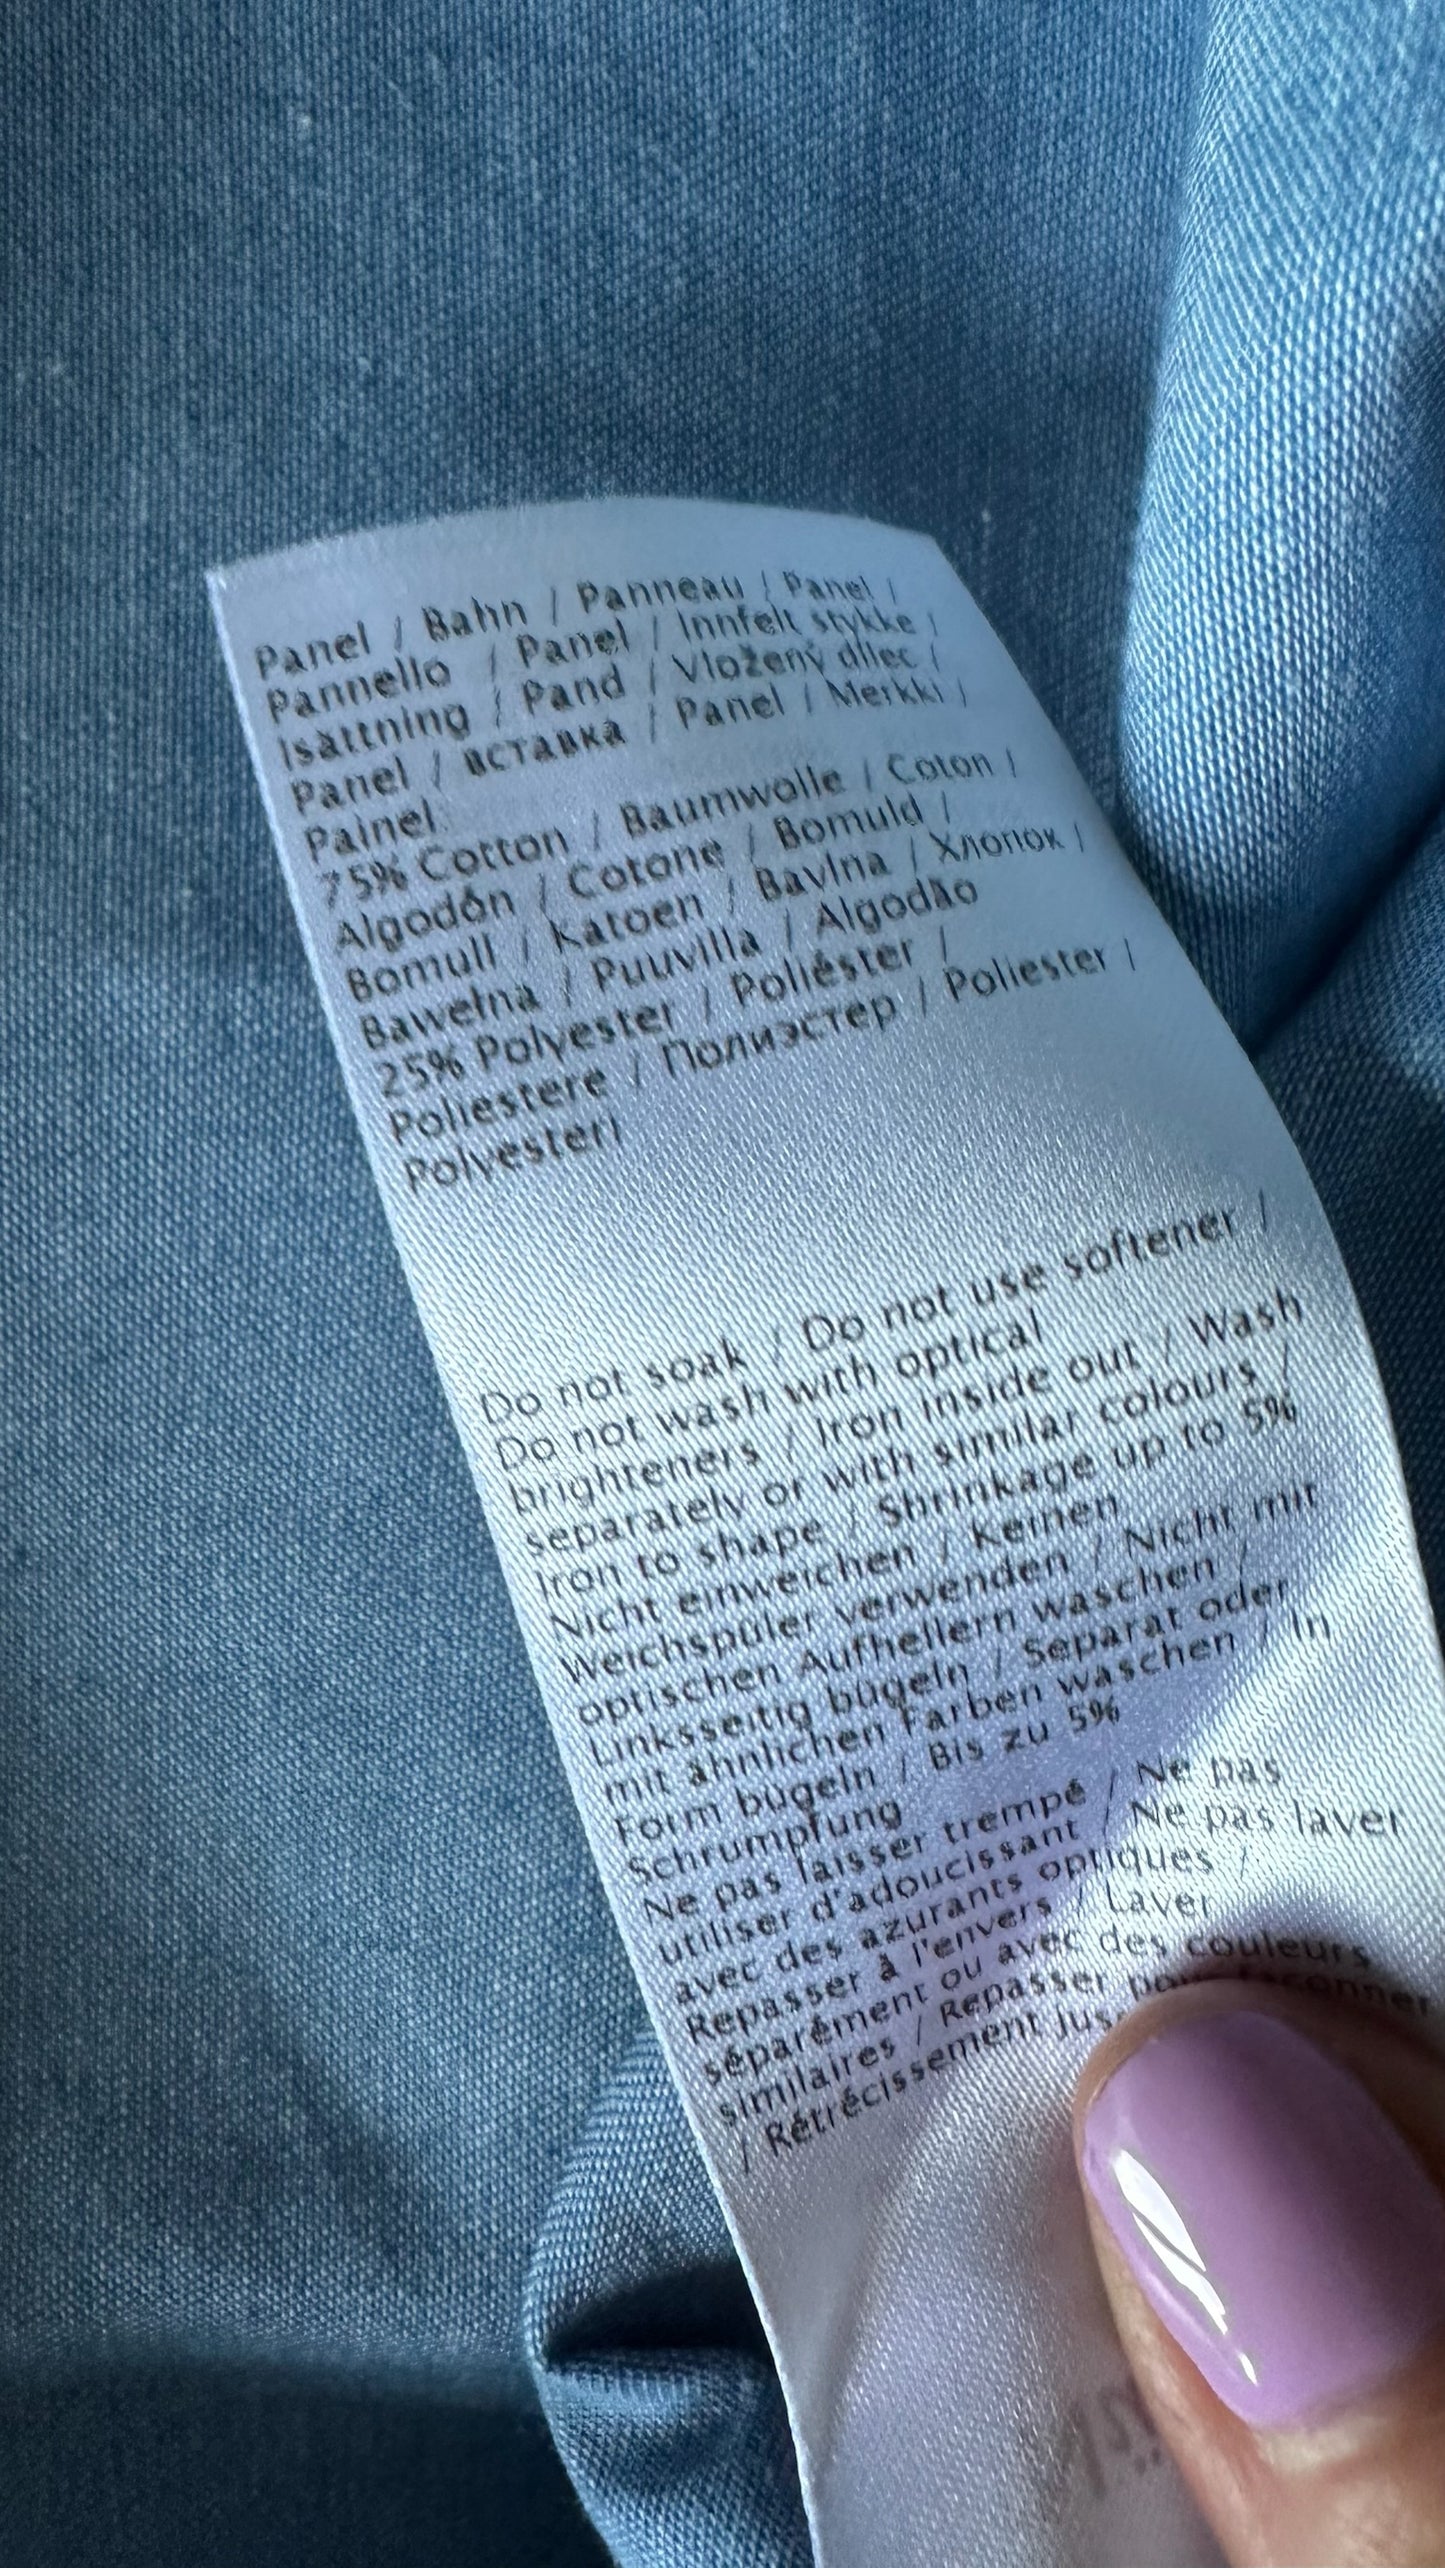 Panel / Bahn / Panneau / Panel /
Pannello / Panel / Innfelt stykke /
Isättning / Pand / Vložený dílec /
Panel / вставка / Panel / Merkki /
Painel
75% Cotton / Baumwolle / Coton /
Algodón / Cotone / Bomuld /
Bomull / Katoen / Bavlna / Хлопок /
Bawełna / Puuvilla / Algodão
25% Polyester / Poliéster /
Poliestere / Полиэстер / Poliester /
Polyesteri
Do not soak / Do not use softener /
Do not wash with optical
brighteners / Iron inside out / Wash
separately or with similar colours /
Iron to shape / Shrinkage up to 5%
Nicht einweichen / Keinen
Weichspüler verwenden / Nicht mit
optischen Aufhellern waschen /
Linksseitig bügeln / Separat oder
mit ähnlichen Farben waschen / In
Form bügeln / Bis zu 5%
Schrumpfung
Ne pas laisser trempé / Ne pas
utiliser d'adoucissant / Ne pas laver
avec des azurants optiques /
Repasser à l'envers / Laver
séparément ou avec des couleurs
similaires / Repasser pour façonner
/ Rétrécissement